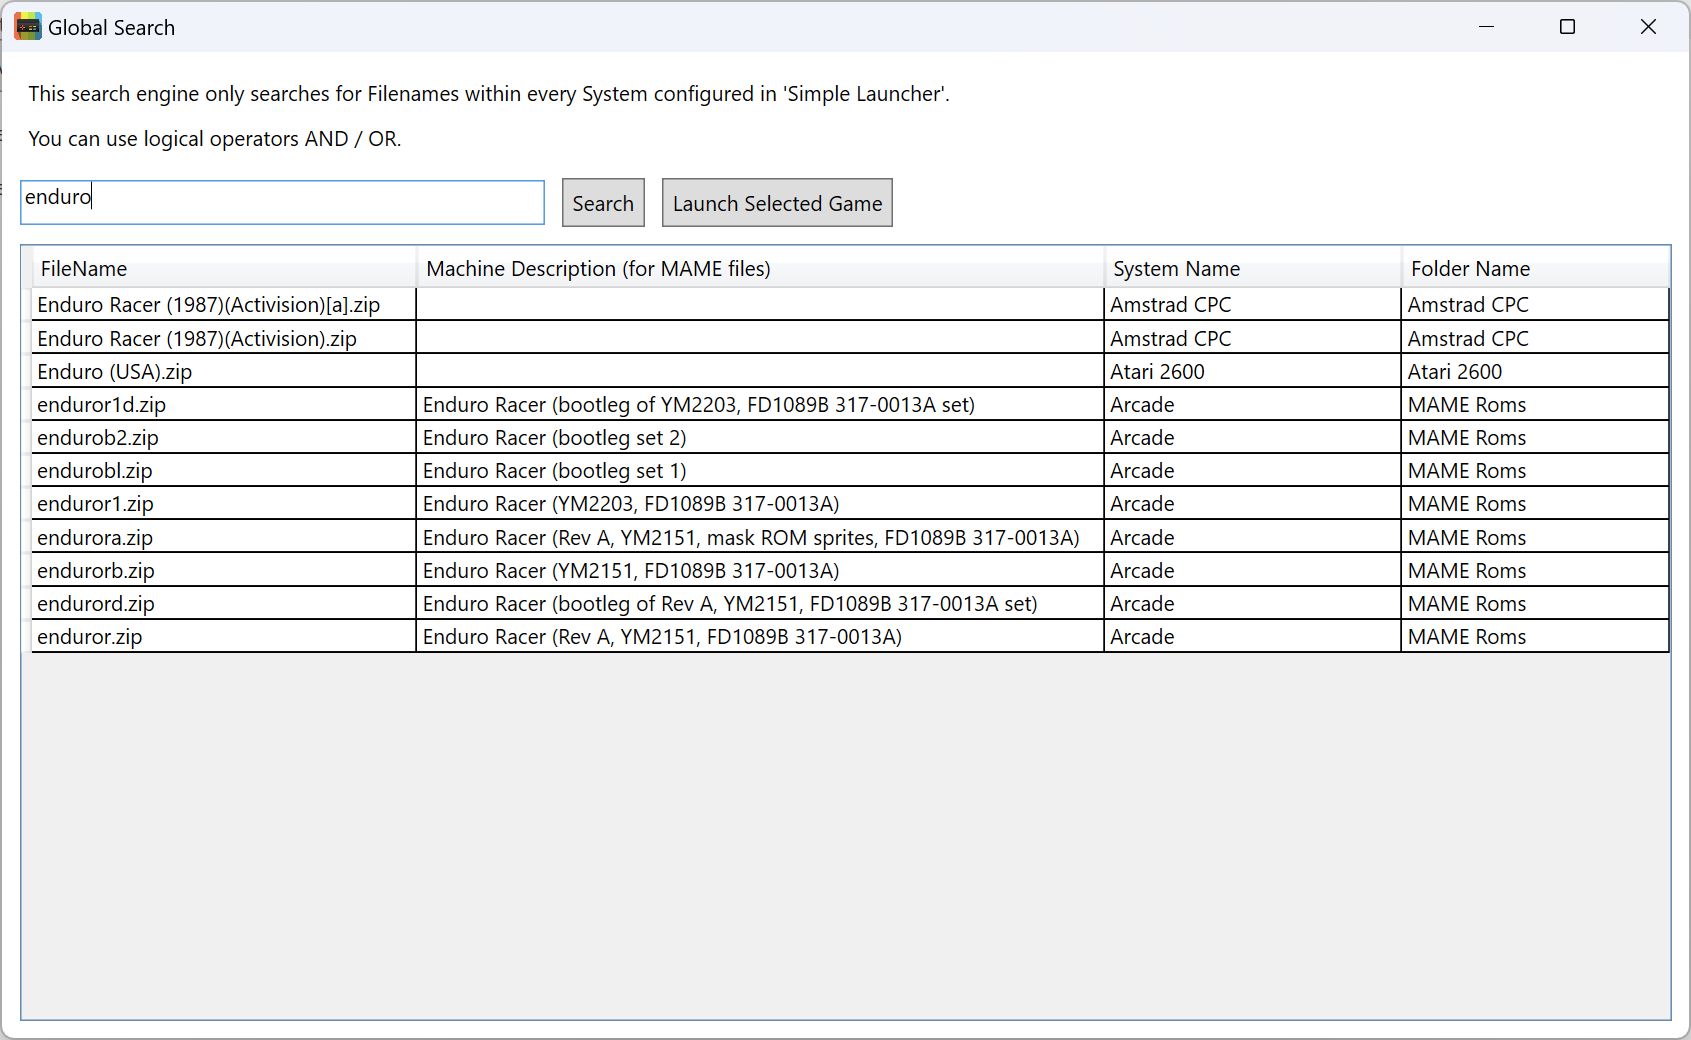 Global Search
This search engine only searches for Filenames within every System configured in 'Simple Launcher'.
You can use logical operators AND / OR.
enduro Search Launch Selected Game
FileName Machine Description (for MAME files) System Name Folder Name
Enduro Racer (1987)(Activision)[a].zip Amstrad CPC Amstrad CPC
Enduro Racer (1987)(Activision).zip Amstrad CPC Amstrad CPC
Enduro (USA).zip Atari 2600 Atari 2600
enduror1d.zip Enduro Racer (bootleg of YM2203, FD1089B 317-0013A set) Arcade MAME Roms
endurob2.zip Enduro Racer (bootleg set 2) Arcade MAME Roms
endurobl.zip Enduro Racer (bootleg set 1) Arcade MAME Roms
enduror1.zip Enduro Racer (YM2203, FD1089B 317-0013A) Arcade MAME Roms
endurora.zip Enduro Racer (Rev A, YM2151, mask ROM sprites, FD1089B 317-0013A) Arcade MAME Roms
endurorb.zip Enduro Racer (YM2151, FD1089B 317-0013A) Arcade MAME Roms
endurord.zip Enduro Racer (bootleg of Rev A, YM2151, FD1089B 317-0013A set) Arcade MAME Roms
enduror.zip Enduro Racer (Rev A, YM2151, FD1089B 317-0013A) Arcade MAME Roms